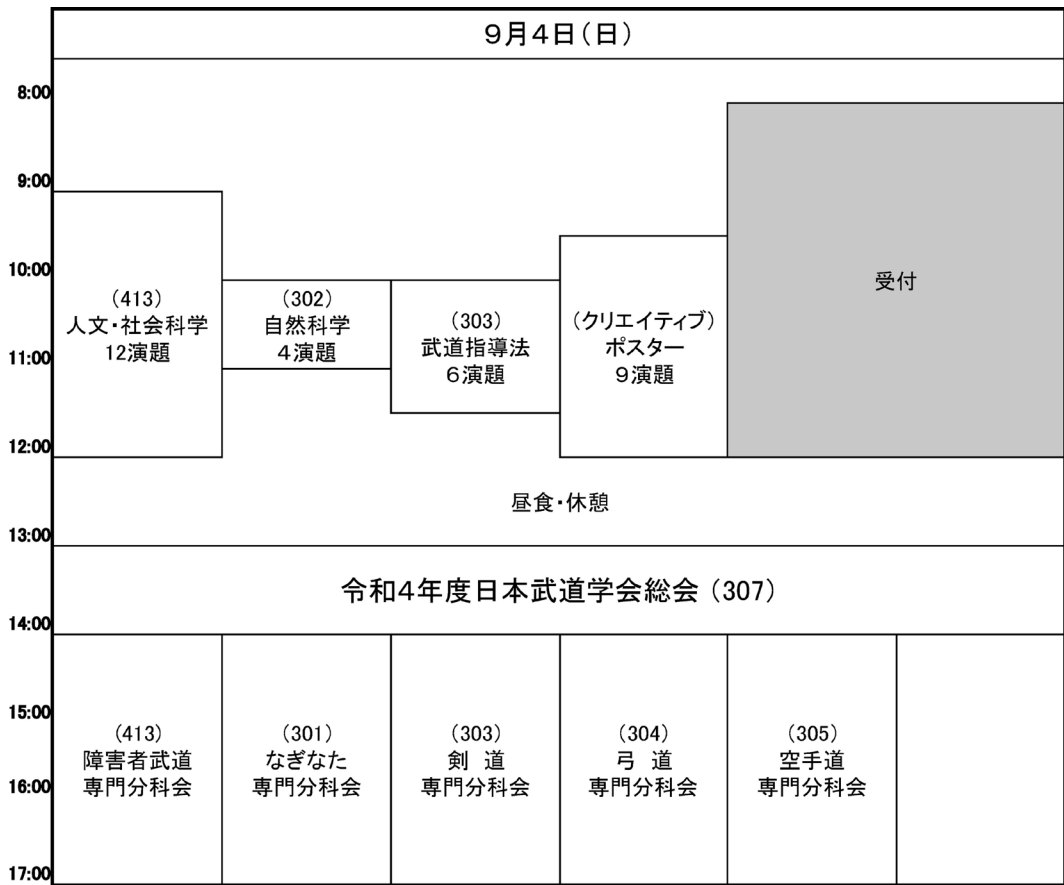 9月4日(日)
8:00
9:00
10:00
11:00
12:00
13:00
14:00
15:00
16:00
17:00
(413)
人文・社会科学
12演題
(302)
自然科学
4演題
(303)
武道指導法
6演題
(クリエイティブ)
ポスター
9演題
受付
昼食・休憩
令和4年度日本武道学会総会(307)
(413)
障害者武道
専門分科会
(301)
なぎなた
専門分科会
(303)
剣 道
専門分科会
(304)
弓 道
専門分科会
(305)
空手道
専門分科会